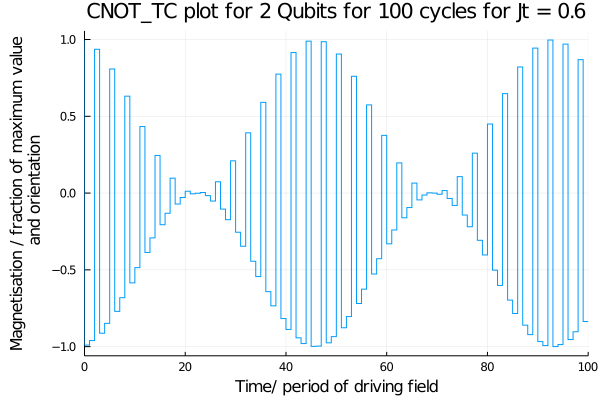 CNOT_TC plot for 2 Qubits for 100 cycles for Jt = 0.6
Magnetisation / fraction of maximum value
and orientation
1.0
0.5
0.0
−0.5
−1.0
0 20 40 60 80 100
Time/ period of driving field